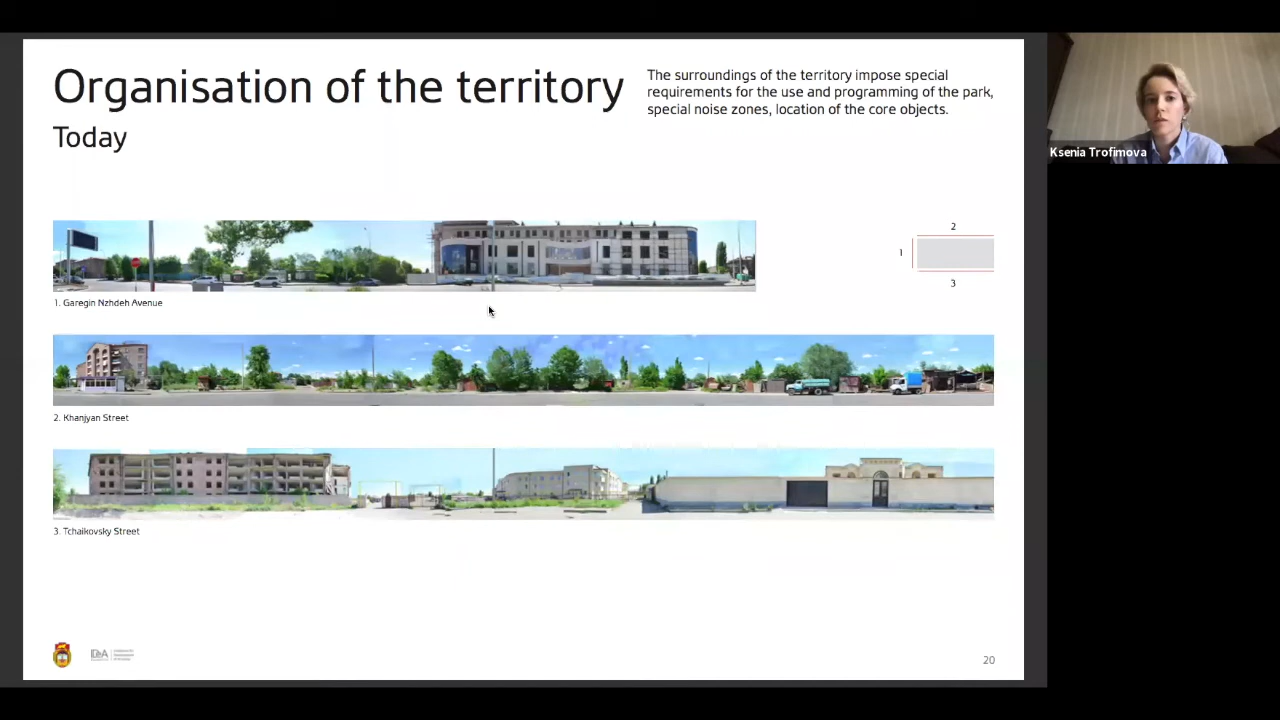 Organisation of the territory
Today
The surroundings of the territory impose special
requirements for the use and programming of the park,
special noise zones, location of the core objects.
Ksenia Trofimova
1. Garegin Nzhdeh Avenue
2
1
3
2. Khanjyan Street
3. Tchaikovsky Street
20